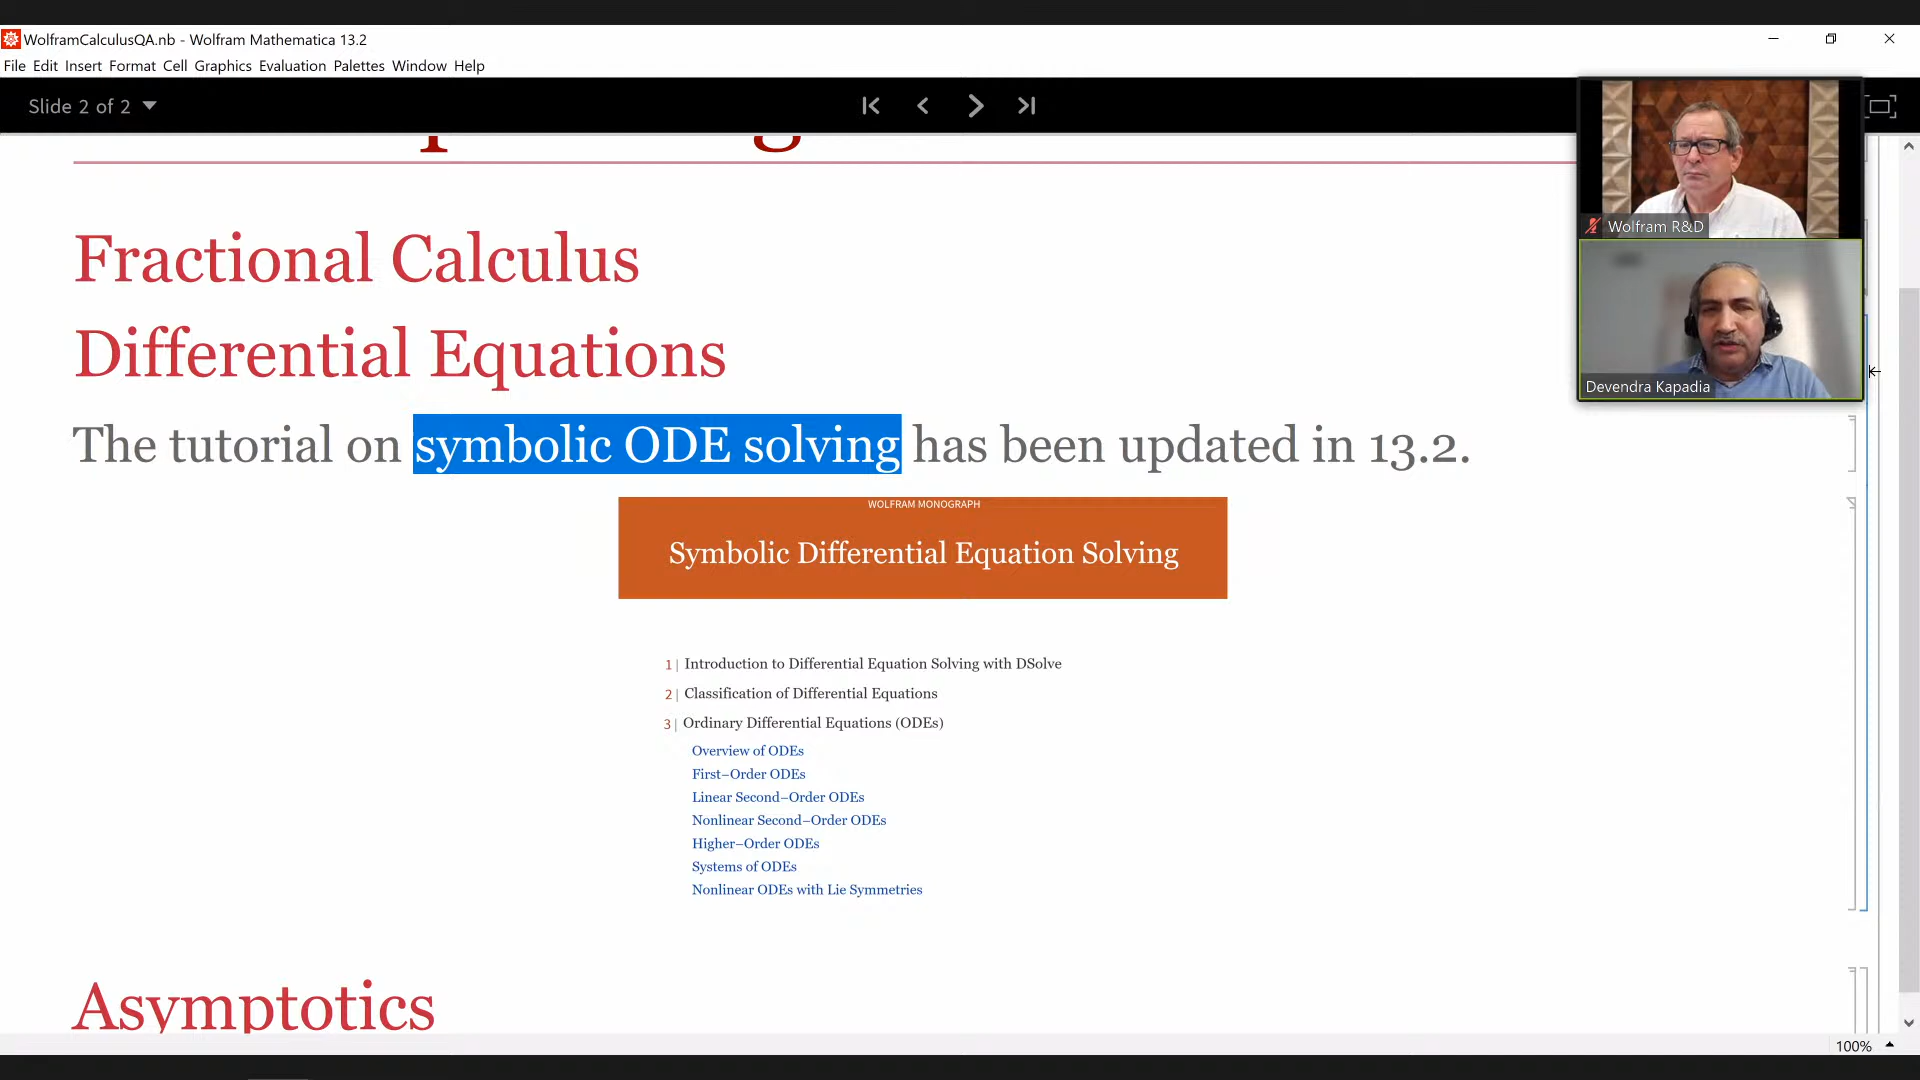 WolframCalculusQA.nb - Wolfram Mathematica 13.2
File Edit Insert Format Cell Graphics Evaluation Palettes Window Help
Slide 2 of 2
Wolfram R&D
Devendra Kapadia
Fractional Calculus
Differential Equations
The tutorial on symbolic ODE solving has been updated in 13.2.
WOLFRAM MONOGRAPH
Symbolic Differential Equation Solving
1 | Introduction to Differential Equation Solving with DSolve
2 | Classification of Differential Equations
3 | Ordinary Differential Equations (ODEs)
Overview of ODEs
First–Order ODEs
Linear Second–Order ODEs
Nonlinear Second–Order ODEs
Higher–Order ODEs
Systems of ODEs
Nonlinear ODEs with Lie Symmetries
Asymptotics
100%